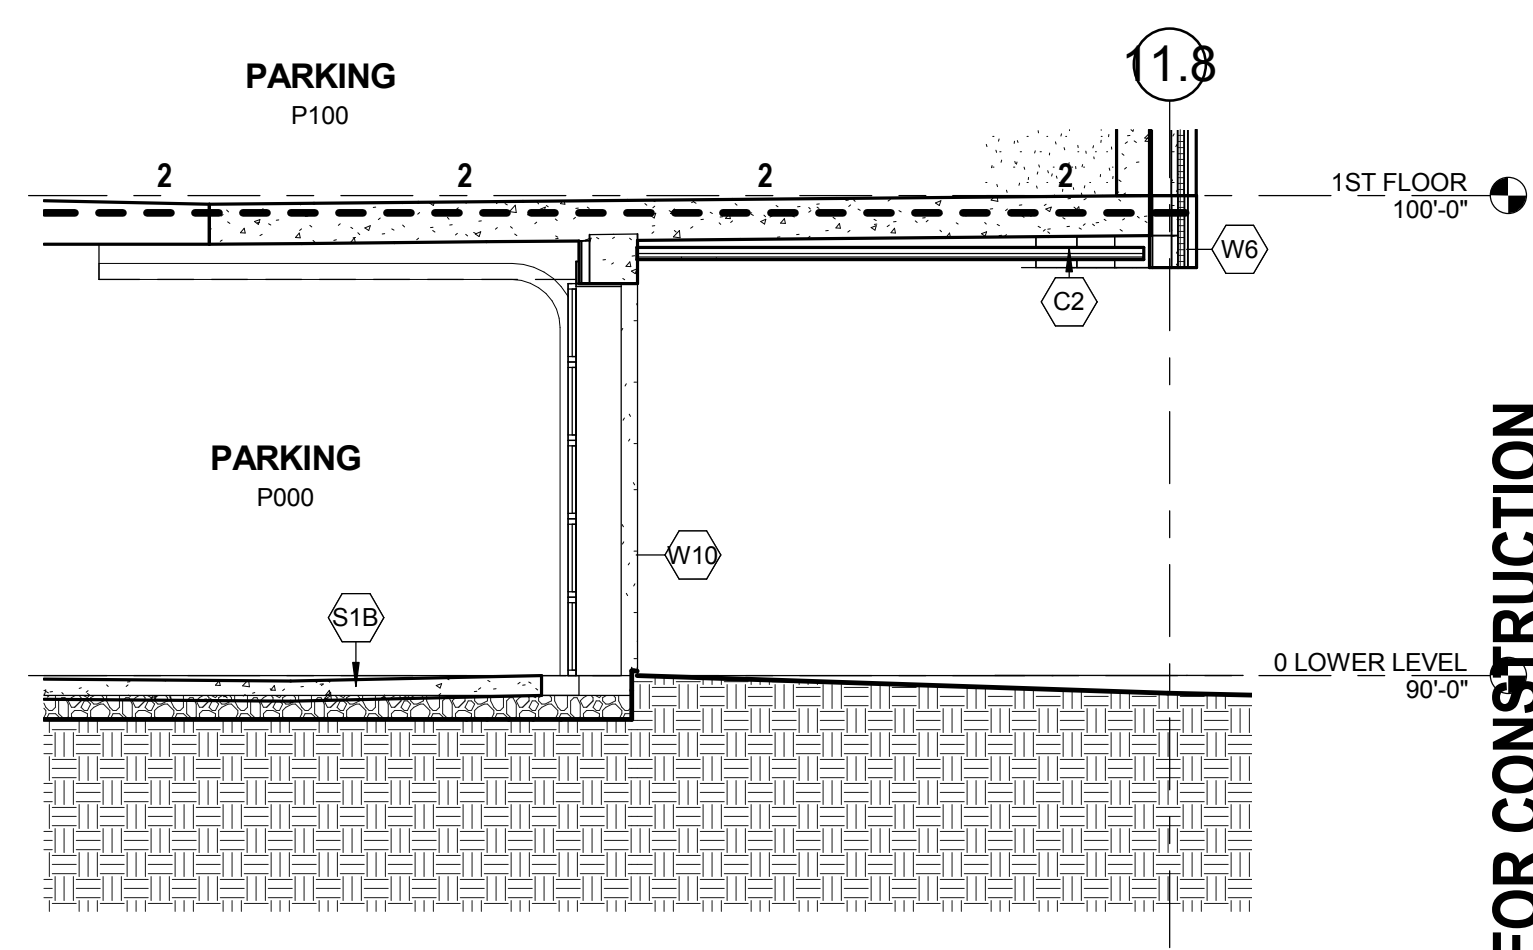 11.8
PARKING
P100
2 2 2 2
1ST FLOOR
100'-0"
W6
C2
PARKING
P000
W10
S1B
0 LOWER LEVEL
90'-0"
FOR CONSTRUCTION